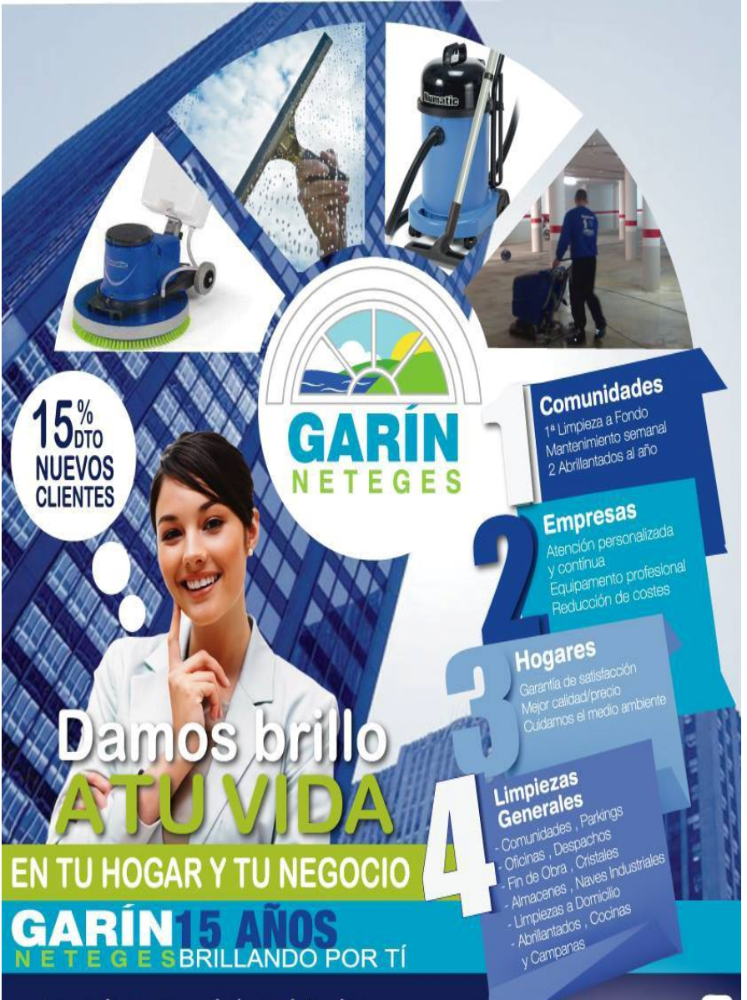 Numatic
15% DTO
NUEVOS
CLIENTES
GARÍN
NETEGES
1
Comunidades
1ª Limpieza a Fondo
Mantenimiento semanal
2 Abrillantados al año
2
Empresas
Atención personalizada
y contínua
Equipamento profesional
Reducción de costes
3
Hogares
Garantía de satisfacción
Mejor calidad/precio
Cuidamos el medio ambiente
4
Limpiezas
Generales
- Comunidades , Parkings
- Oficinas , Despachos
- Fin de Obra , Cristales
- Almacenes , Naves Industriales
- Limpiezas a Domicilio
- Abrillantados , Cocinas
y Campanas
Damos brillo
A TU VIDA
EN TU HOGAR Y TU NEGOCIO
GARÍN 15 AÑOS
NETEGES BRILLANDO POR TÍ